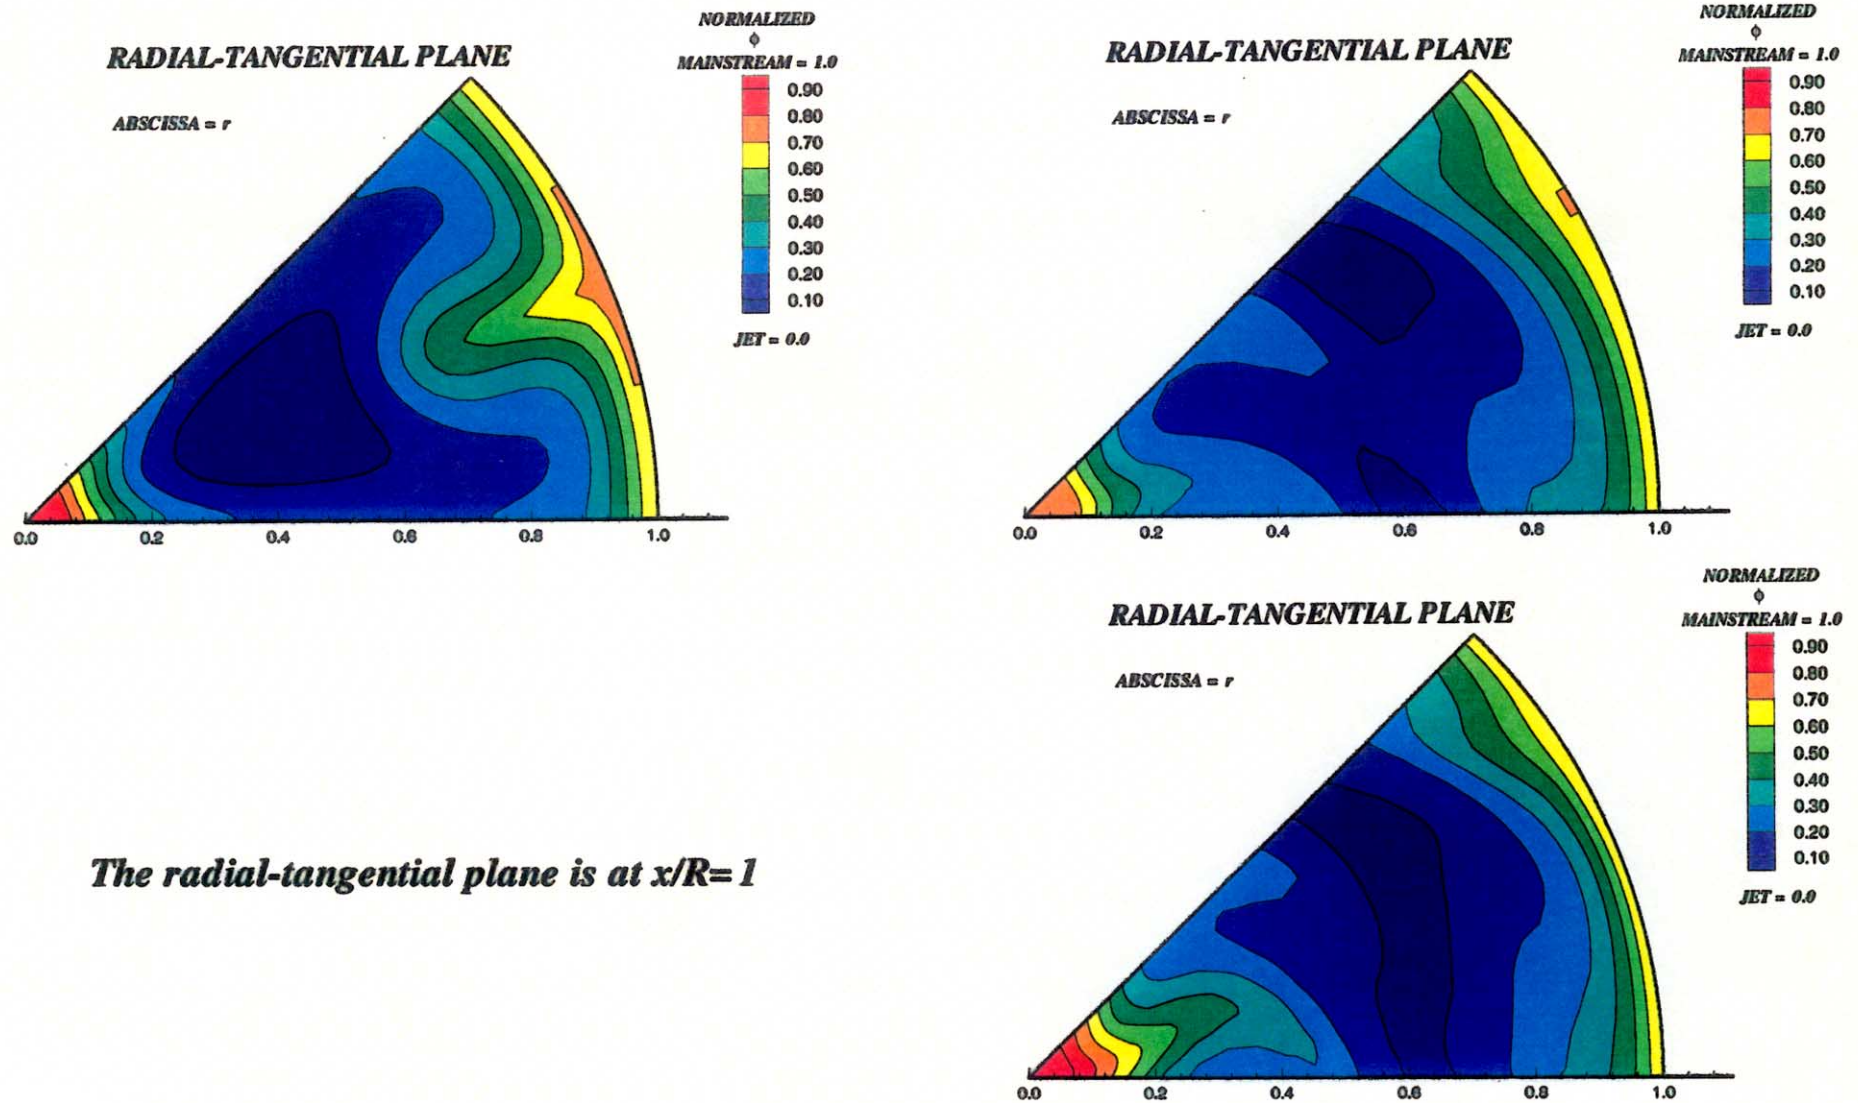 NORMALIZED
ϕ
RADIAL-TANGENTIAL PLANE
MAINSTREAM = 1.0
ABSCISSA = r
0.90
0.80
0.70
0.60
0.50
0.40
0.30
0.20
0.10
JET = 0.0
0.0 0.2 0.4 0.6 0.8 1.0
NORMALIZED
ϕ
RADIAL-TANGENTIAL PLANE
MAINSTREAM = 1.0
ABSCISSA = r
0.90
0.80
0.70
0.60
0.50
0.40
0.30
0.20
0.10
JET = 0.0
0.0 0.2 0.4 0.6 0.8 1.0
The radial-tangential plane is at x/R=1
NORMALIZED
ϕ
RADIAL-TANGENTIAL PLANE
MAINSTREAM = 1.0
ABSCISSA = r
0.90
0.80
0.70
0.60
0.50
0.40
0.30
0.20
0.10
JET = 0.0
0.0 0.2 0.4 0.6 0.8 1.0